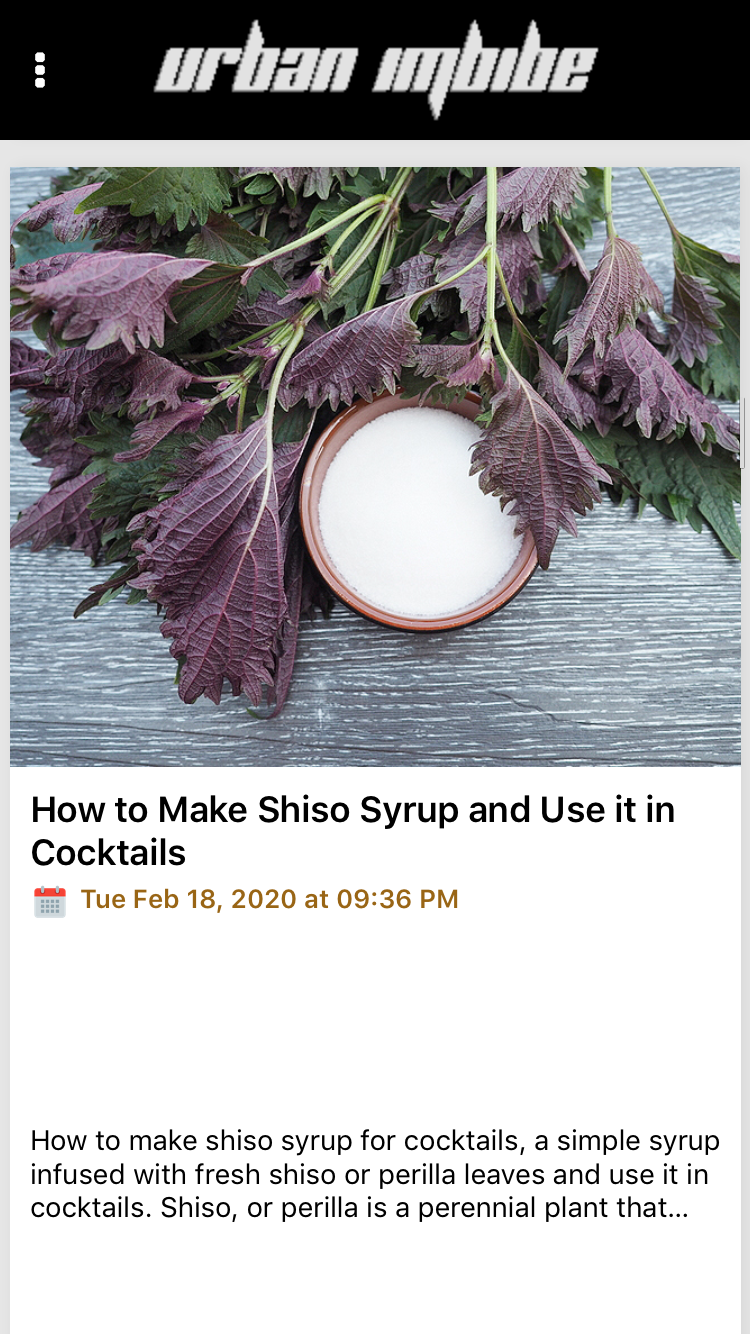 urban imbibe
How to Make Shiso Syrup and Use it in
Cocktails
Tue Feb 18, 2020 at 09:36 PM
How to make shiso syrup for cocktails, a simple syrup
infused with fresh shiso or perilla leaves and use it in
cocktails. Shiso, or perilla is a perennial plant that...